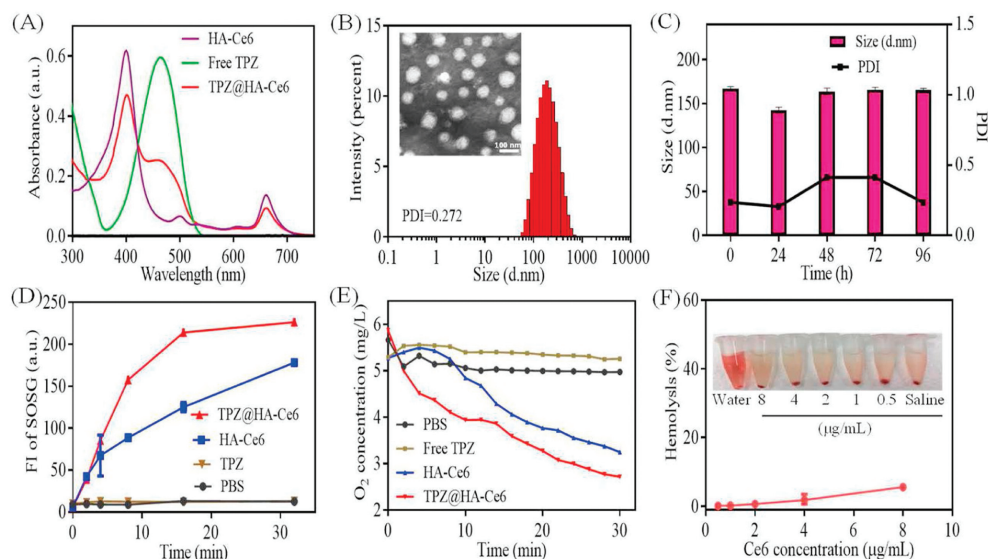 (A)
Absorbance (a.u.)
0.6
0.4
0.2
0.0
HA-Ce6
Free TPZ
TPZ@HA-Ce6
300 400 500 600 700
Wavelength (nm)
(B)
Intensity (percent)
15
10
5
0
100 nm
PDI=0.272
0.1 1 10 100 1000 10000
Size (d.nm)
(C)
Size (d.nm)
200
150
100
50
0
Size (d.nm)
PDI
1.5
1.0
0.5
0.0
PDI
0 24 48 72 96
Time (h)
(D)
FI of SOSG (a.u.)
250
200
150
100
50
0
TPZ@HA-Ce6
HA-Ce6
TPZ
PBS
0 10 20 30
Time (min)
(E)
O2 concentration (mg/L)
6
5
4
3
2
PBS
Free TPZ
HA-Ce6
TPZ@HA-Ce6
0 10 20 30
Time (min)
(F)
Hemolysis (%)
60
40
20
0
Water 8 4 2 1 0.5 Saline
(μg/mL)
0 2 4 6 8
Ce6 concentration (μg/mL)